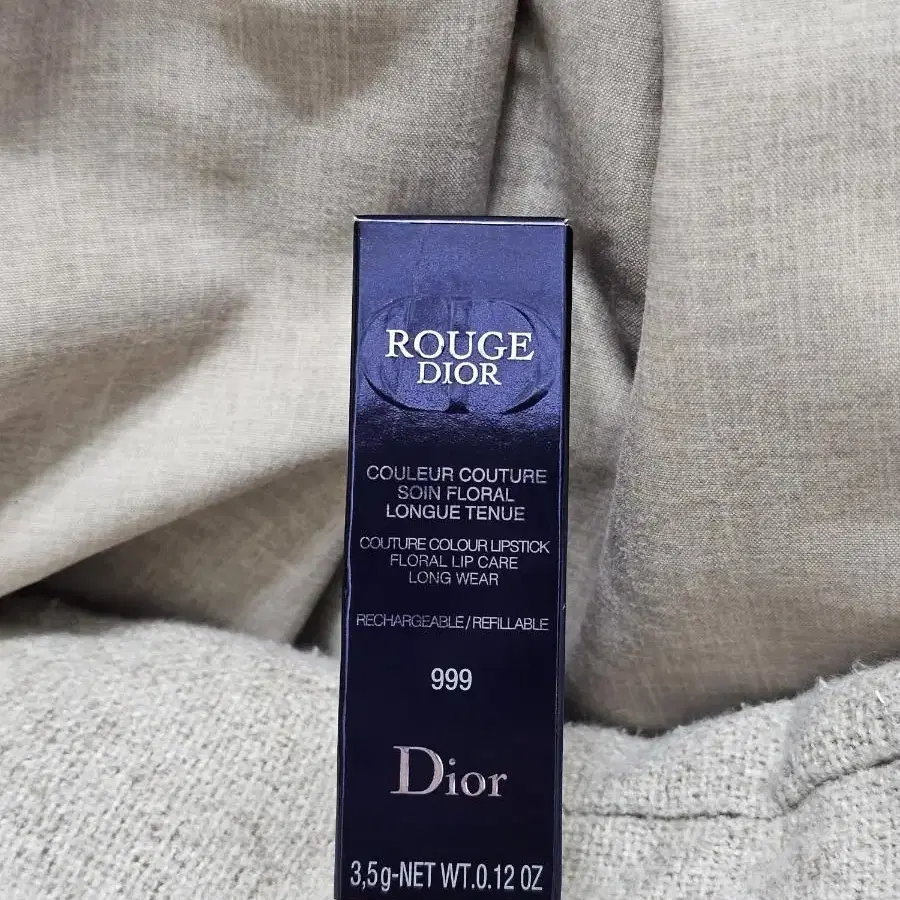 ROUGE
DIOR
COULEUR COUTURE
SOIN FLORAL
LONGUE TENUE
COUTURE COLOUR LIPSTICK
FLORAL LIP CARE
LONG WEAR
RECHARGEABLE/REFILLABLE
999
Dior
3,5g-NET WT.0.12 OZ